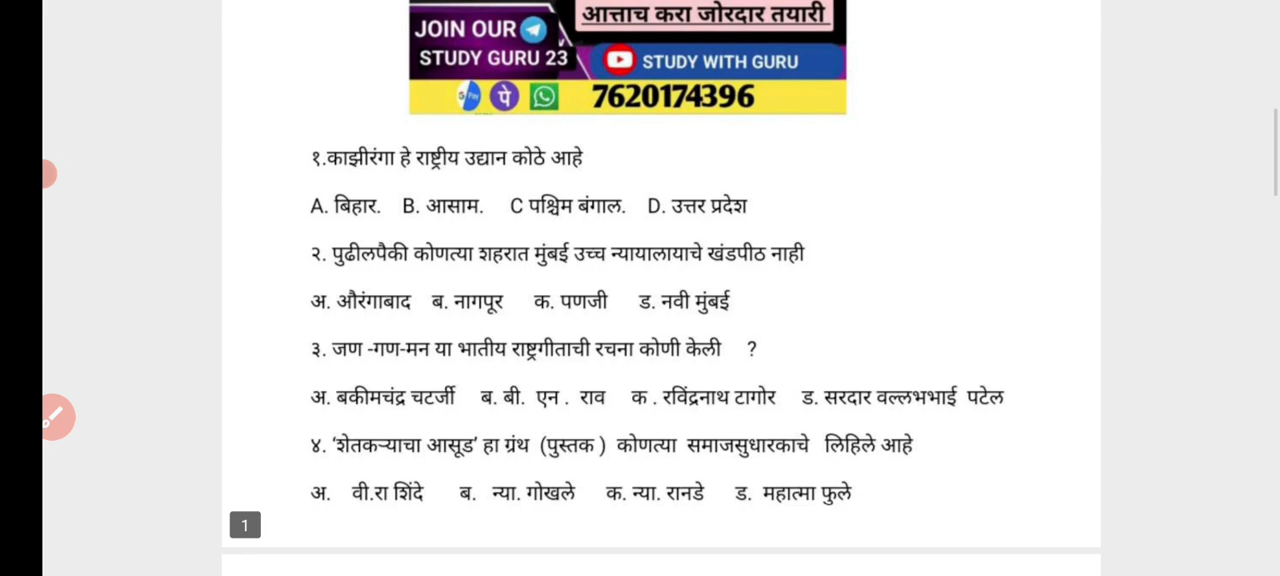 आत्ताच करा जोरदार तयारी
JOIN OUR
STUDY GURU 23
STUDY WITH GURU
G Pay पे 7620174396
१.काझीरंगा हे राष्ट्रीय उद्यान कोठे आहे
A. बिहार. B. आसाम. C पश्चिम बंगाल. D. उत्तर प्रदेश
२. पुढीलपैकी कोणत्या शहरात मुंबई उच्च न्यायालायाचे खंडपीठ नाही
अ. औरंगाबाद ब. नागपूर क. पणजी ड. नवी मुंबई
३. जण -गण-मन या भातीय राष्ट्रगीताची रचना कोणी केली ?
अ. बकीमचंद्र चटर्जी ब. बी. एन . राव क . रविंद्रनाथ टागोर ड. सरदार वल्लभभाई पटेल
४. ‘शेतकऱ्याचा आसूड’ हा ग्रंथ (पुस्तक ) कोणत्या समाजसुधारकाचे लिहिले आहे
अ. वी.रा शिंदे ब. न्या. गोखले क. न्या. रानडे ड. महात्मा फुले
1